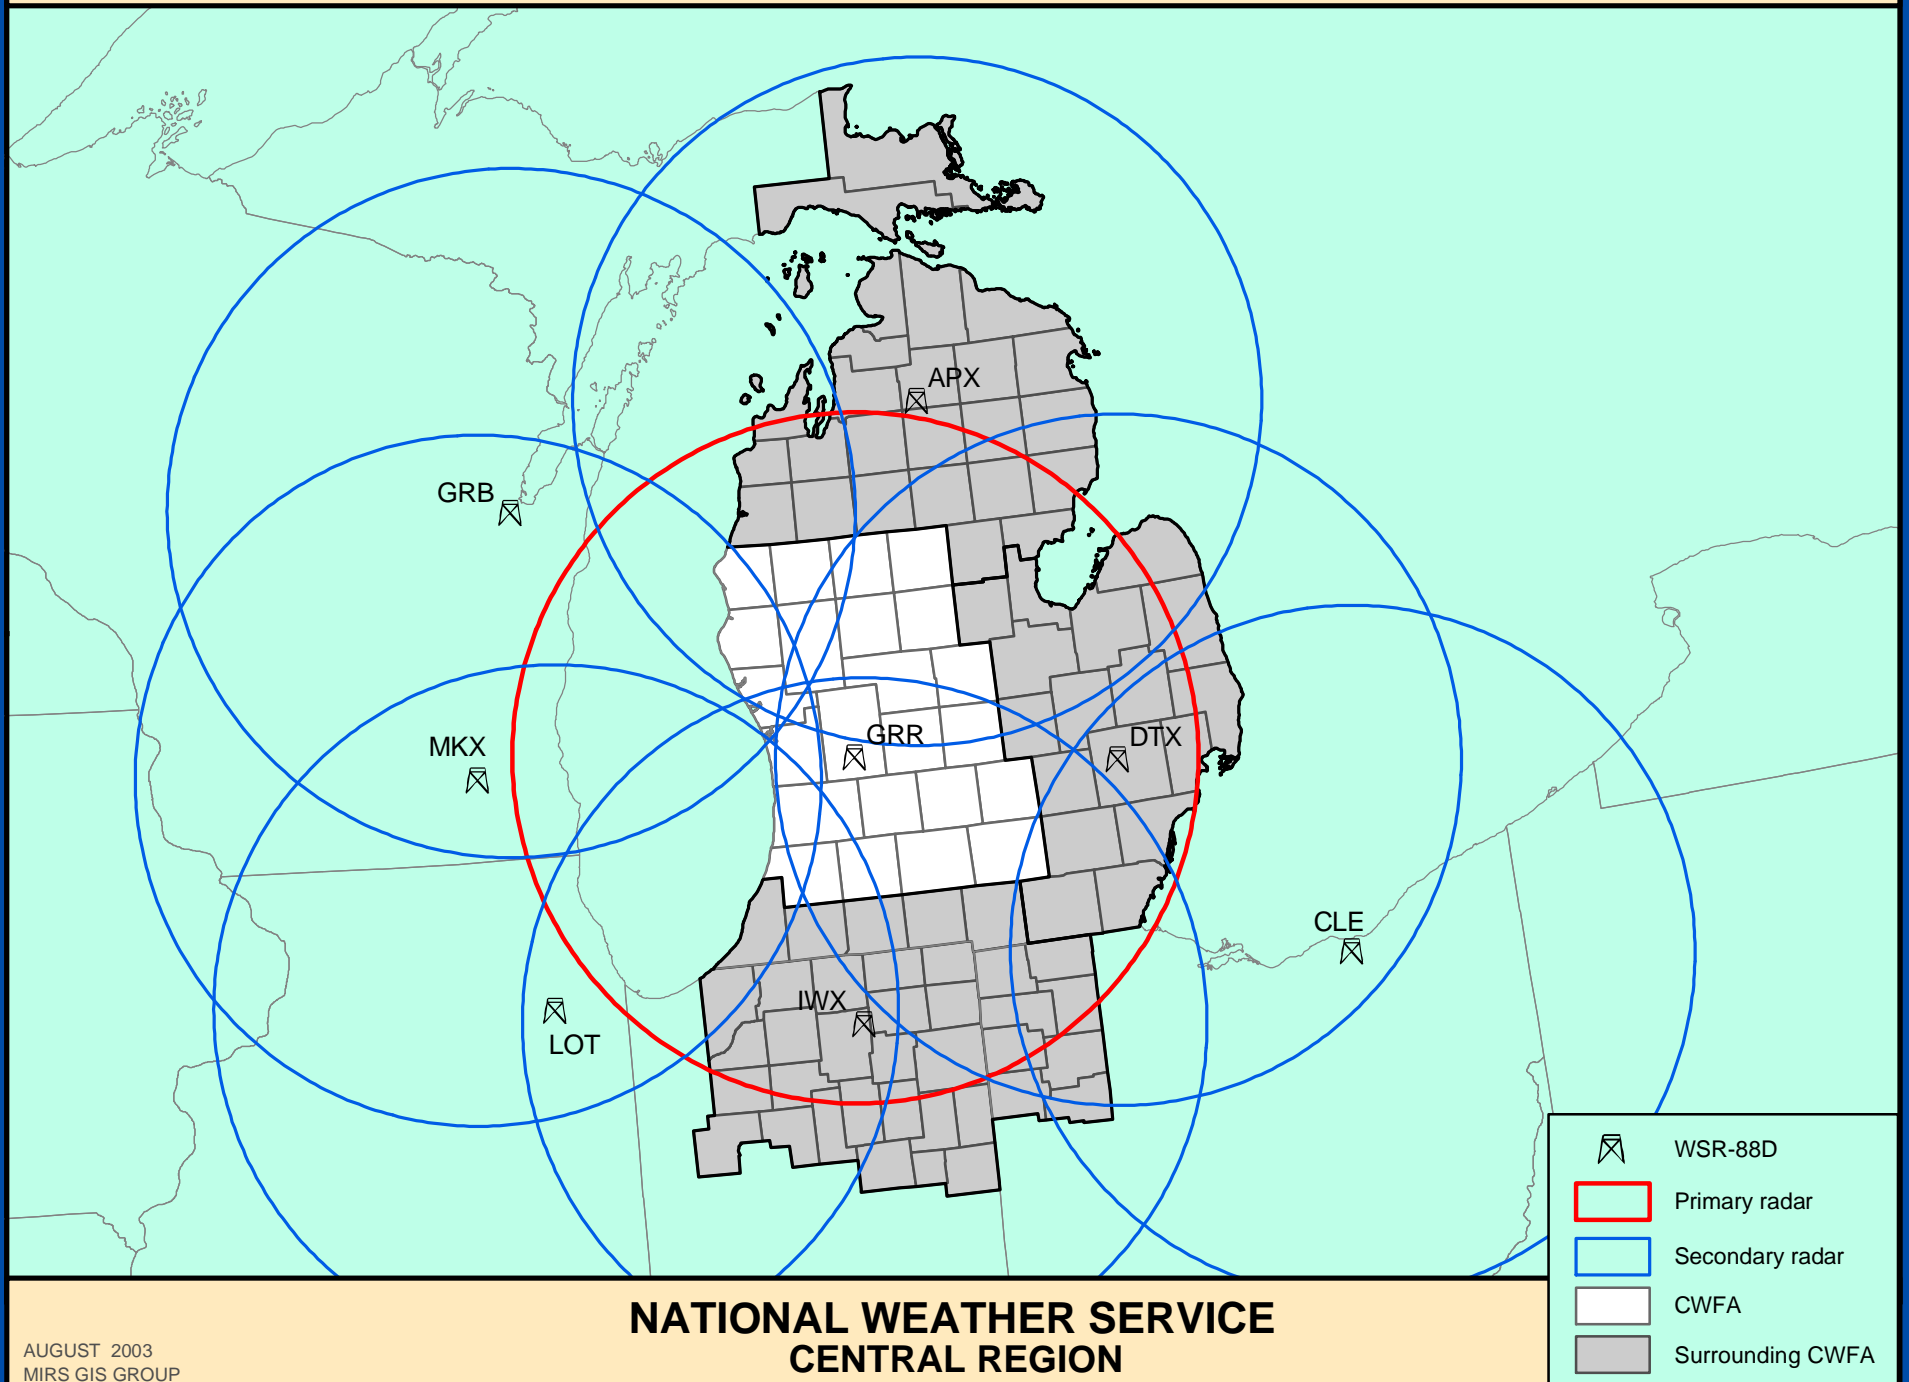 APX
GRB
GRR
DTX
MKX
CLE
IWX
LOT
WSR-88D
Primary radar
Secondary radar
CWFA
Surrounding CWFA
NATIONAL WEATHER SERVICE
CENTRAL REGION
AUGUST 2003
MIRS GIS GROUP